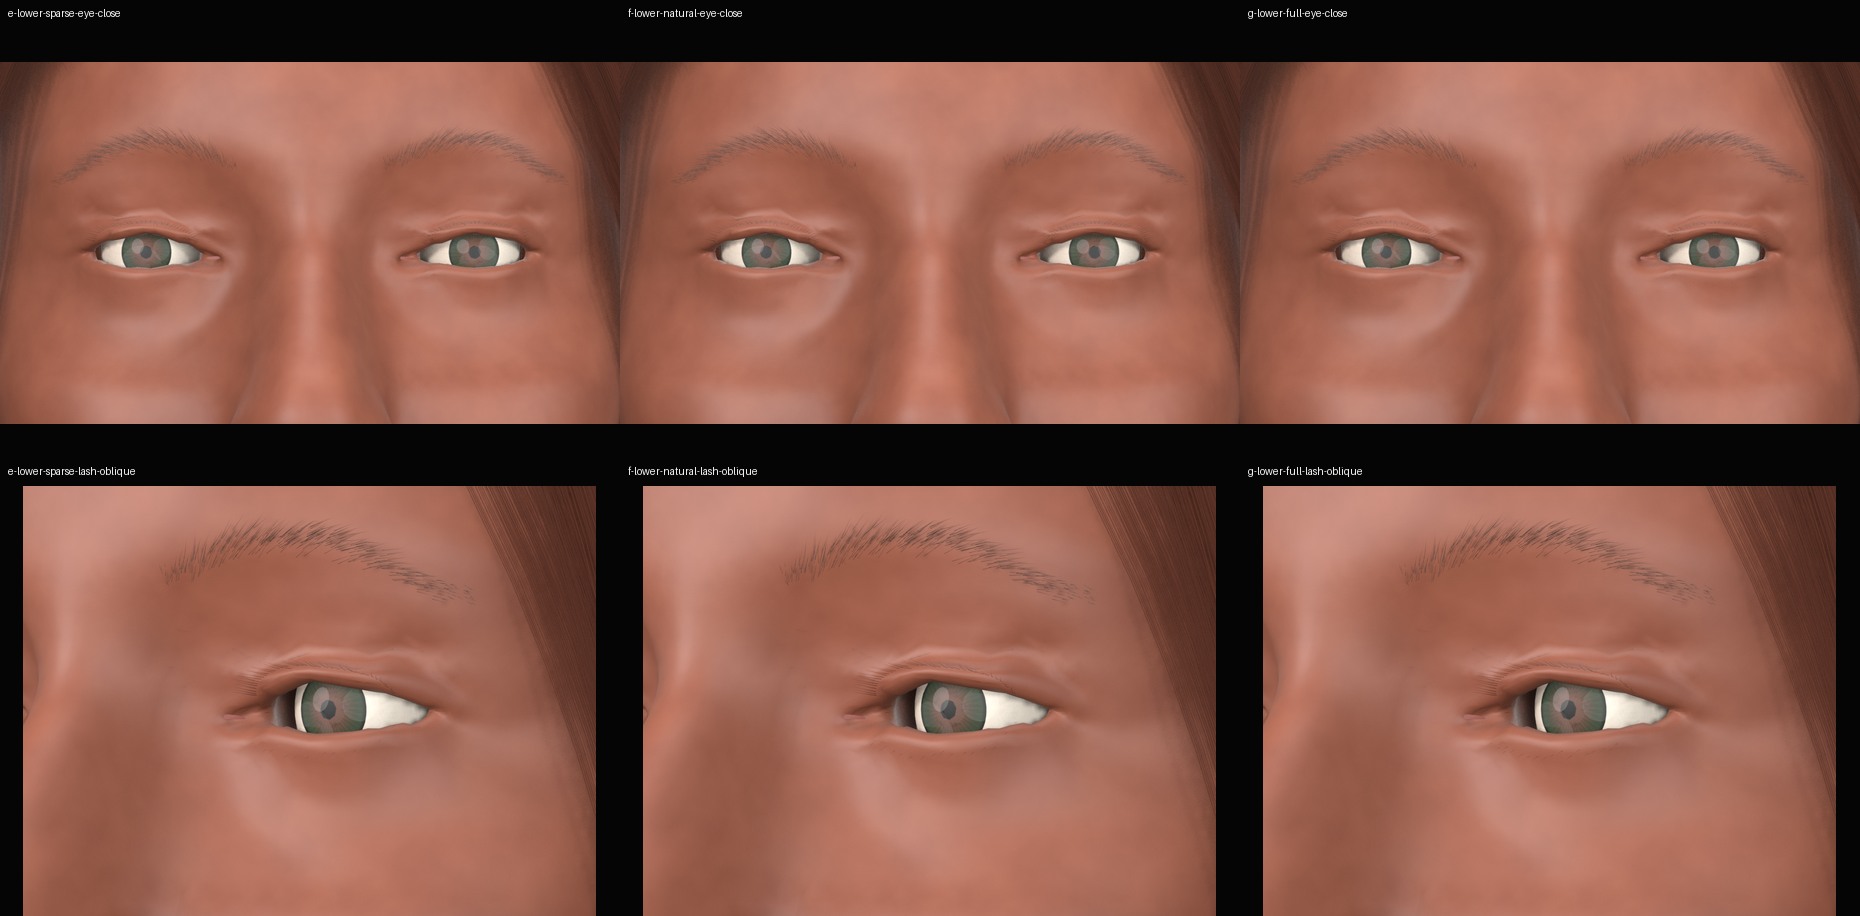 e-lower-sparse-eye-close
f-lower-natural-eye-close
g-lower-full-eye-close
e-lower-sparse-lash-oblique
f-lower-natural-lash-oblique
g-lower-full-lash-oblique